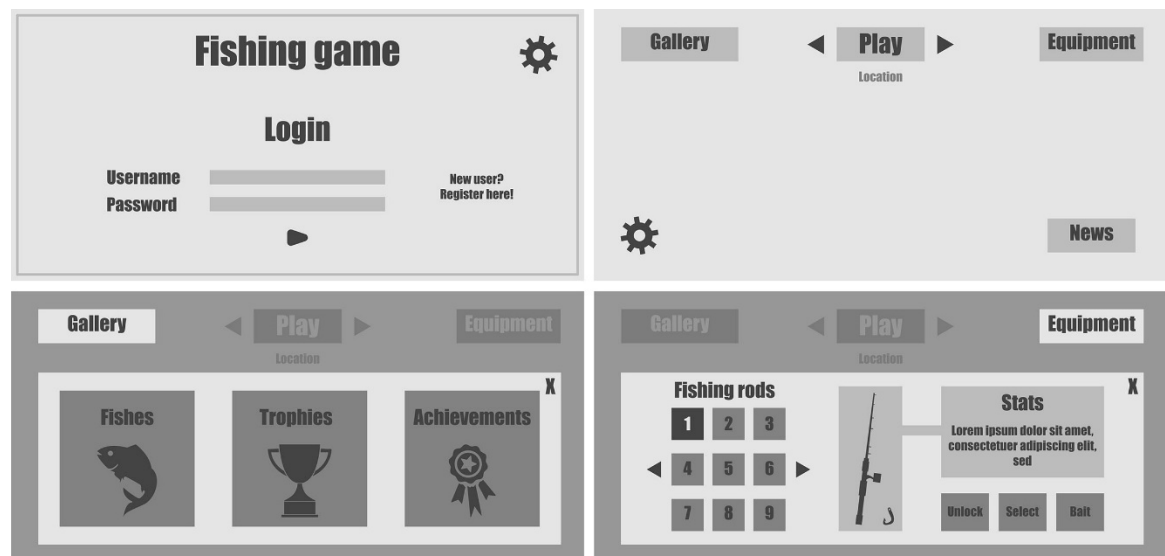 Fishing game
Login
Username
Password
New user?
Register here!
Gallery
Play
Equipment
Location
News
Gallery
Play
Equipment
Location
X
Fishes
Trophies
Achievements
Gallery
Play
Equipment
Location
X
Fishing rods
1 2 3
4 5 6
7 8 9
Stats
Lorem ipsum dolor sit amet,
consectetuer adipiscing elit,
sed
Unlock
Select
Bait